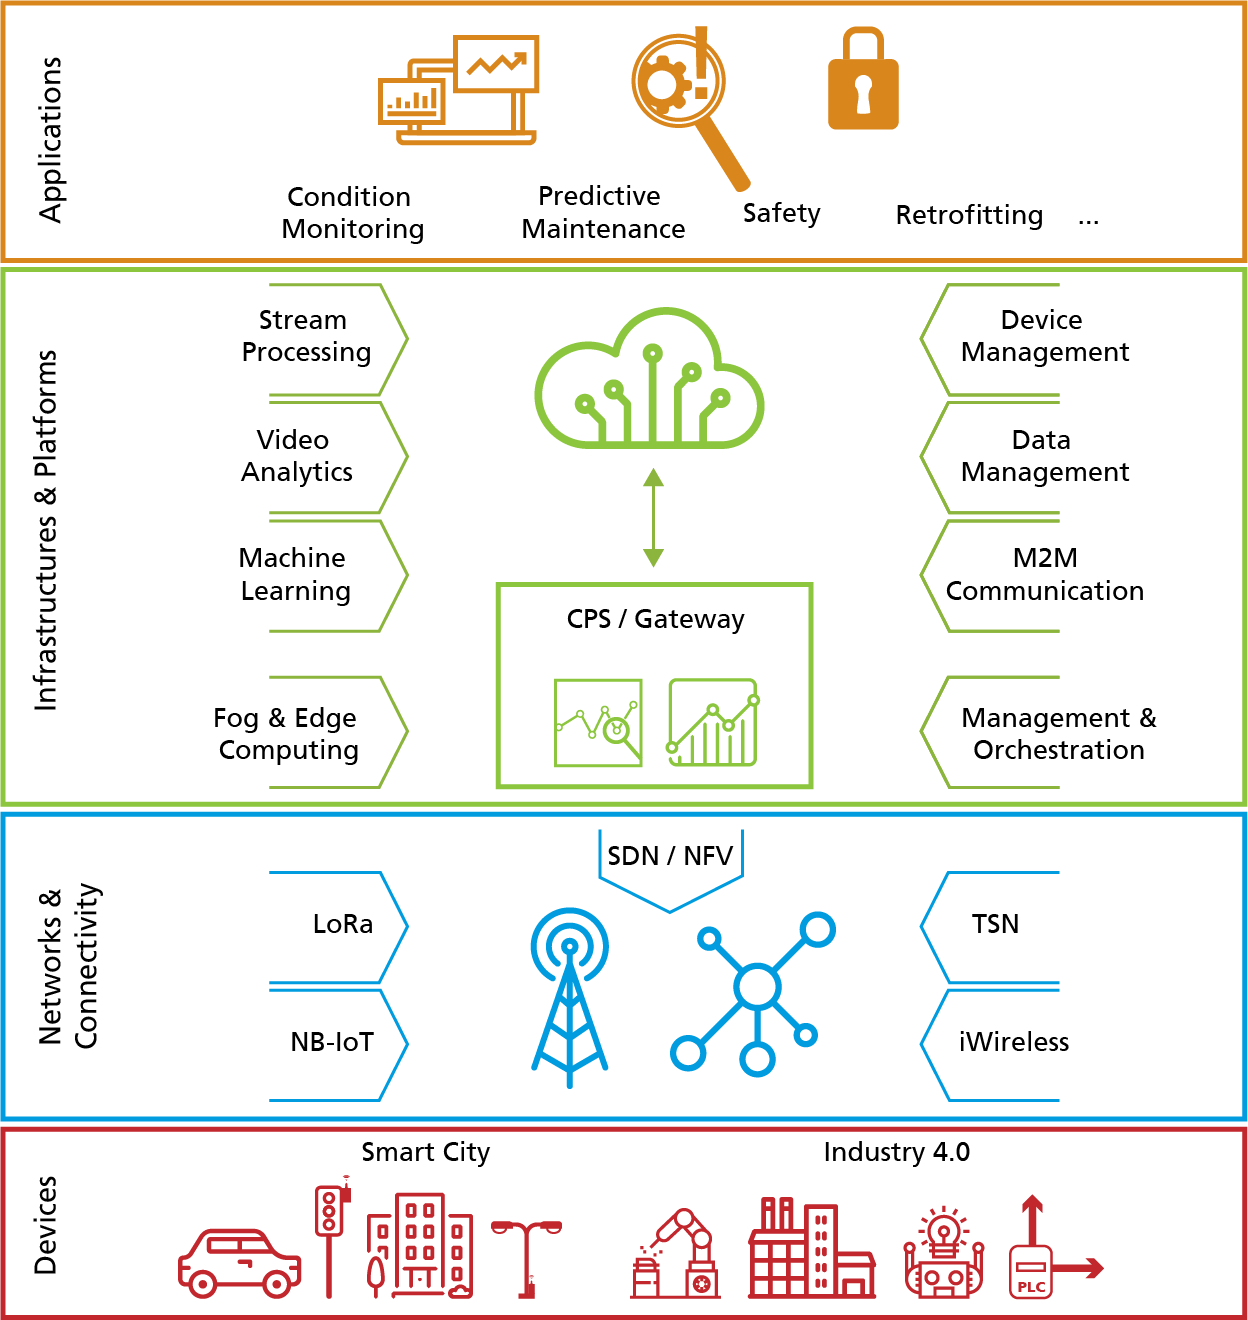 Applications
Condition
Monitoring
Predictive
Maintenance
Safety
Retrofitting
...
Infrastructures & Platforms
Stream
Processing
Video
Analytics
Machine
Learning
Fog & Edge
Computing
CPS / Gateway
Device
Management
Data
Management
M2M
Communication
Management &
Orchestration
Networks &
Connectivity
SDN / NFV
LoRa
NB-IoT
TSN
iWireless
Devices
Smart City
Industry 4.0
PLC